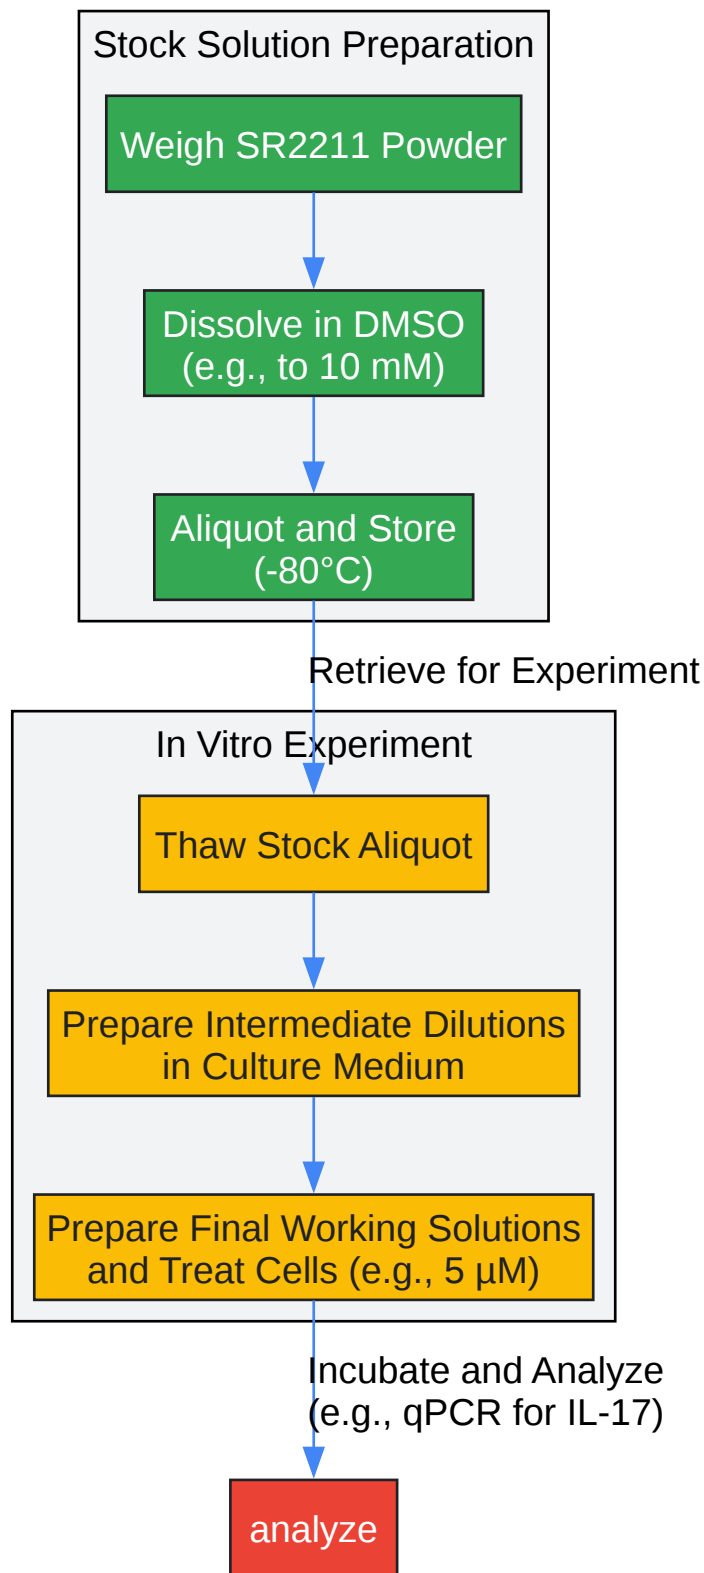 Stock Solution Preparation
Weigh SR2211 Powder
Dissolve in DMSO
(e.g., to 10 mM)
Aliquot and Store
(-80°C)
Retrieve for Experiment
In Vitro Experiment
Thaw Stock Aliquot
Prepare Intermediate Dilutions
in Culture Medium
Prepare Final Working Solutions
and Treat Cells (e.g., 5 µM)
Incubate and Analyze
(e.g., qPCR for IL-17)
analyze